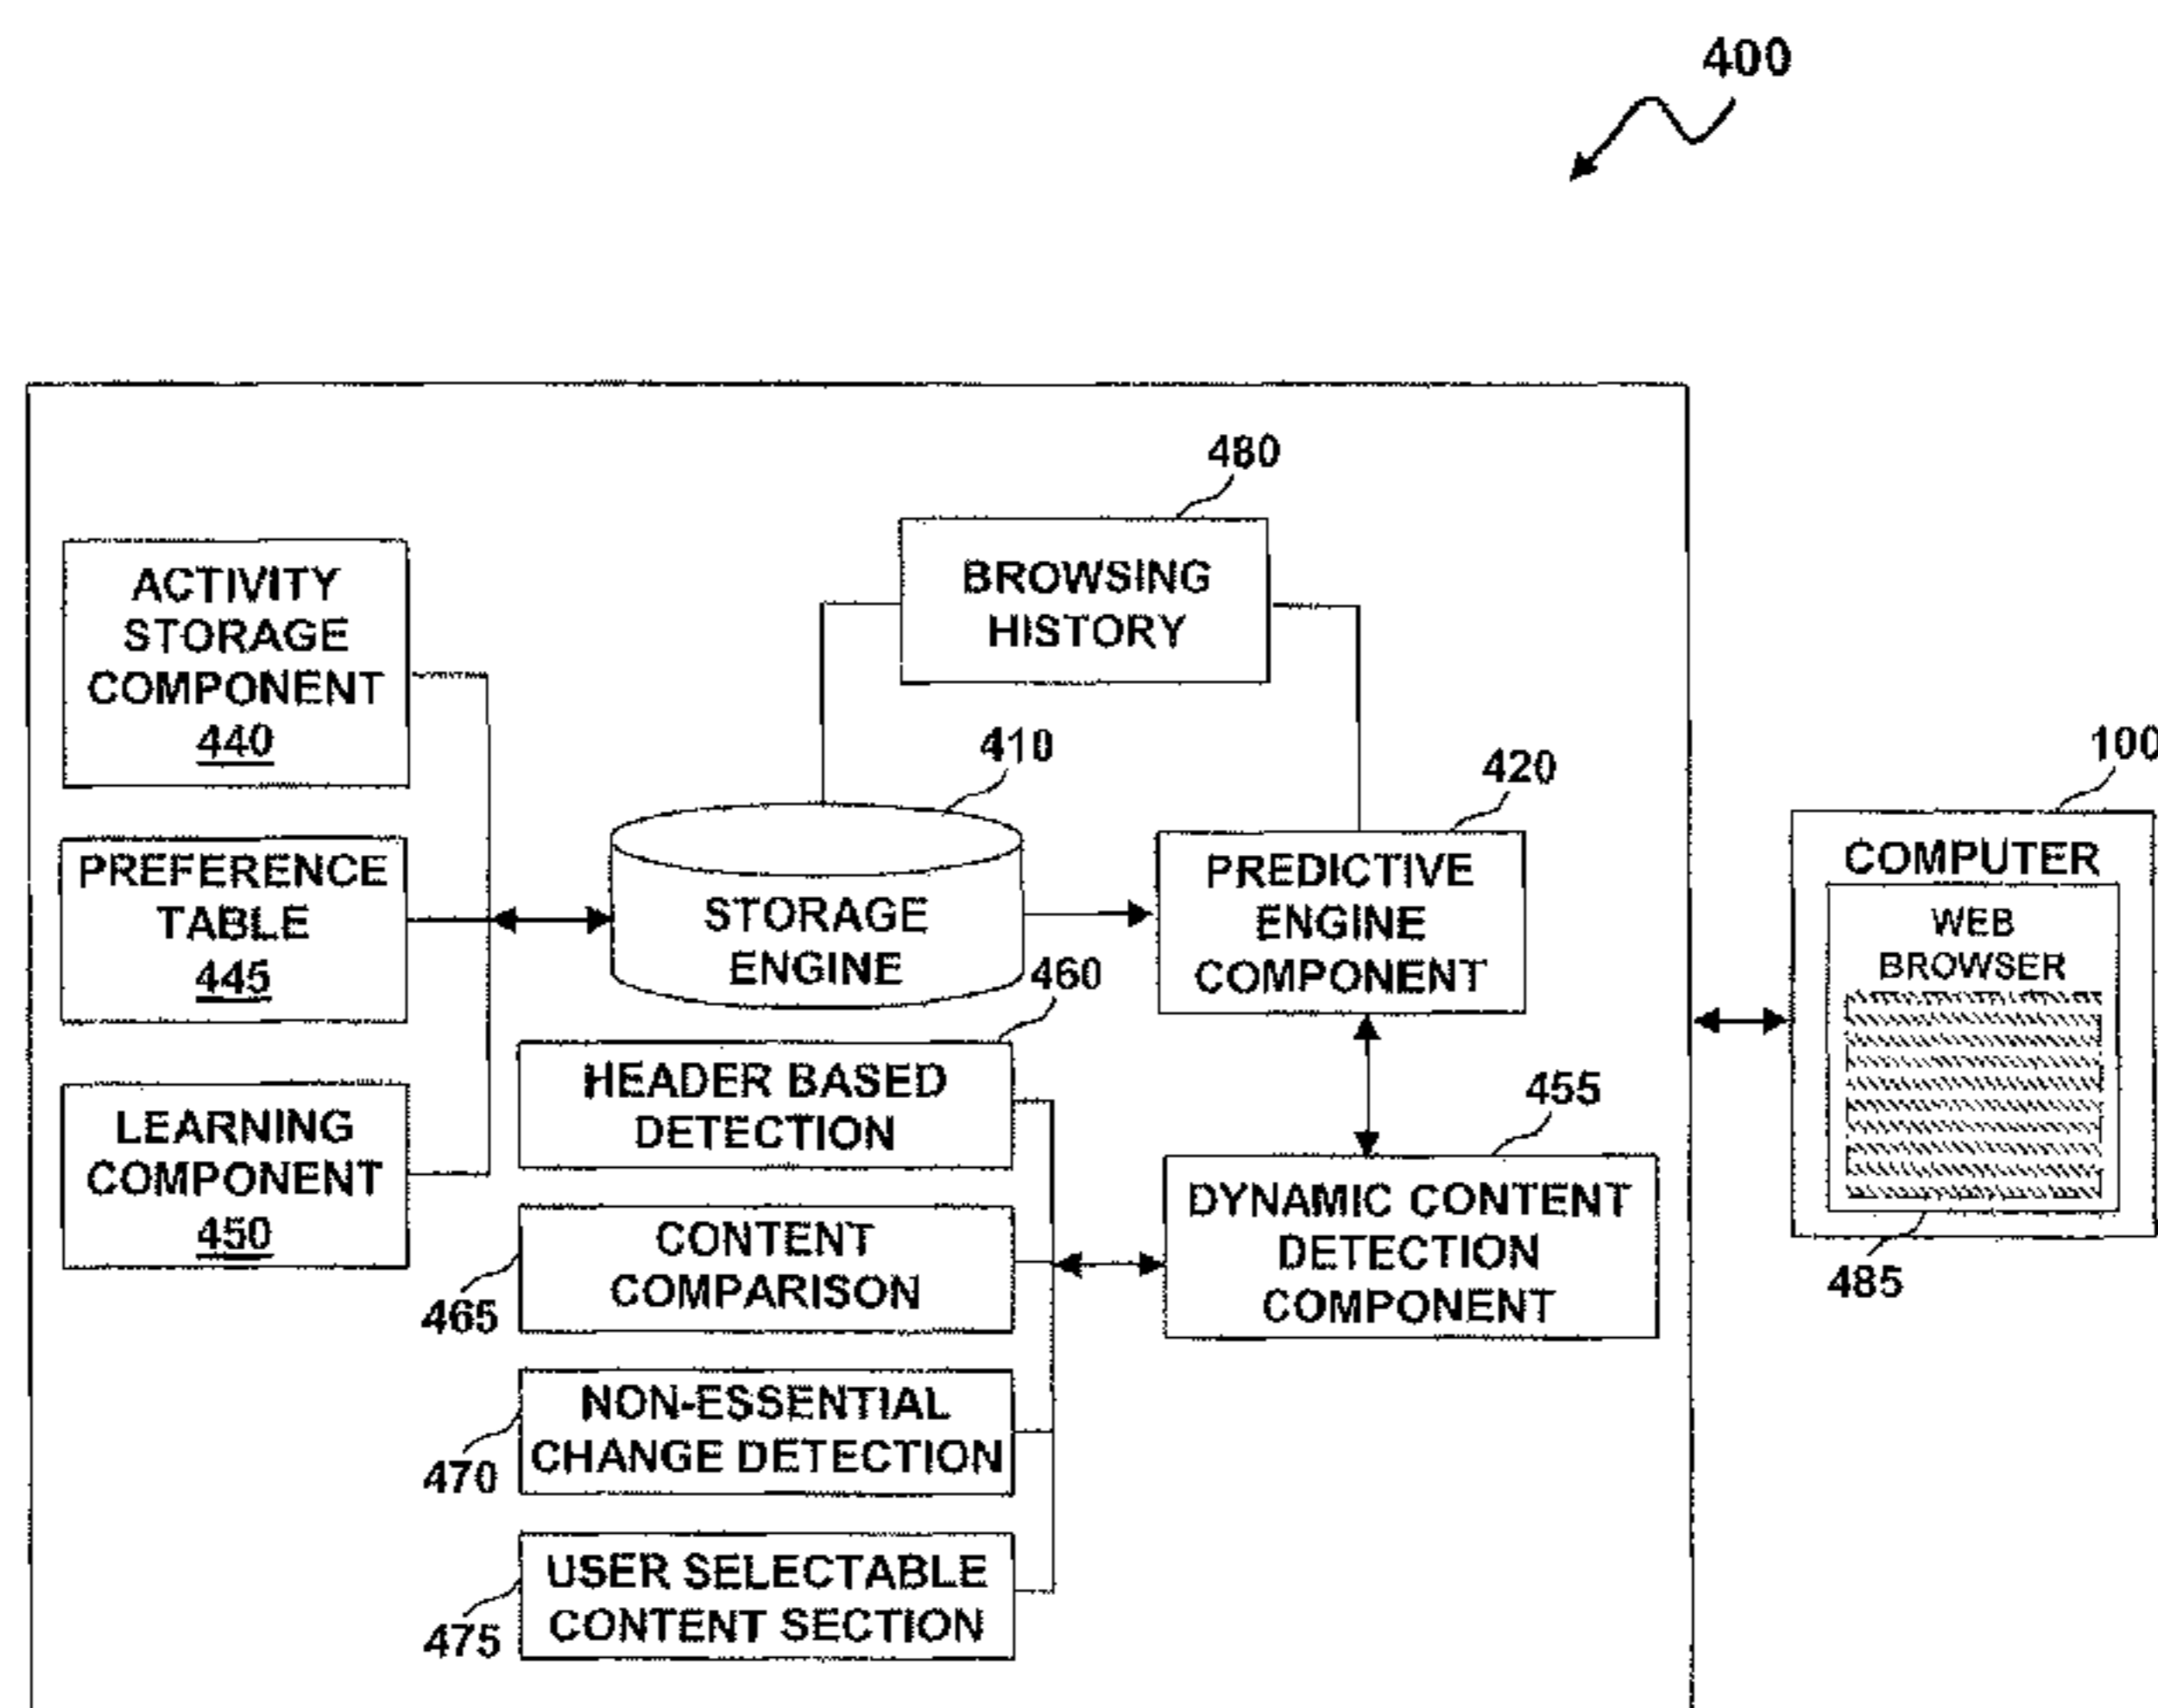 400
480
BROWSING
HISTORY
ACTIVITY
STORAGE
COMPONENT
440
410
420
100
PREFERENCE
TABLE
445
STORAGE
ENGINE
460
PREDICTIVE
ENGINE
COMPONENT
COMPUTER
WEB
BROWSER
485
LEARNING
COMPONENT
450
HEADER BASED
DETECTION
455
DYNAMIC CONTENT
DETECTION
COMPONENT
CONTENT
COMPARISON
465
NON-ESSENTIAL
CHANGE DETECTION
470
USER SELECTABLE
CONTENT SECTION
475